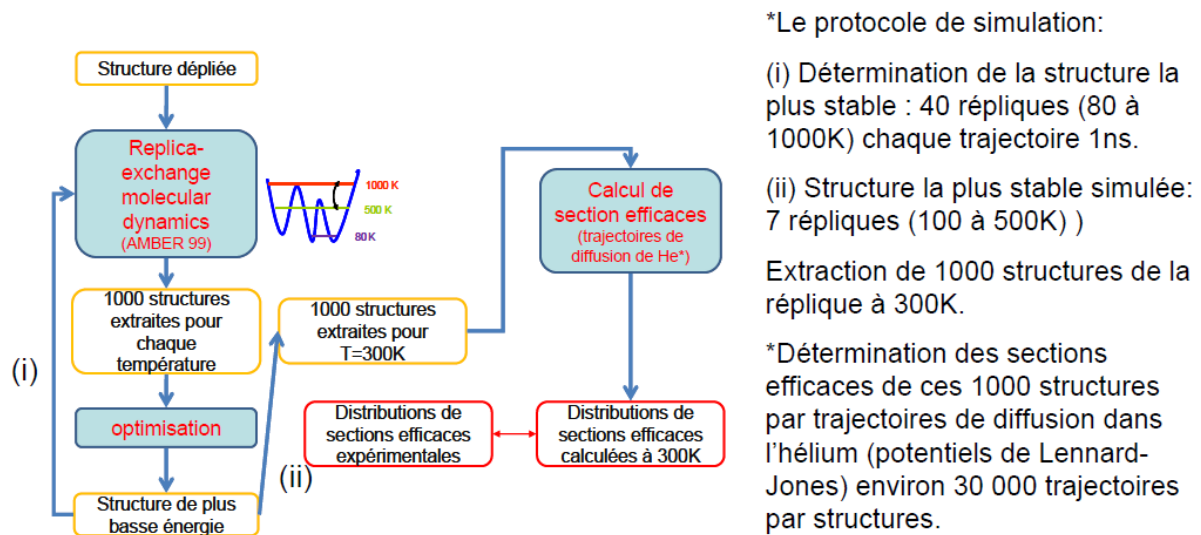 Structure dépliée
Replica-
exchange
molecular
dynamics
(AMBER 99)
1000 K
500 K
80 K
1000 structures
extraites pour
chaque
température
(i)
optimisation
Structure de plus
basse énergie
1000 structures
extraites pour
T=300K
(ii)
Calcul de
section efficaces
(trajectoires de
diffusion de He*)
Distributions de
sections efficaces
expérimentales
Distributions de
sections efficaces
calculées à 300K
*Le protocole de simulation:
(i) Détermination de la structure la
plus stable : 40 répliques (80 à
1000K) chaque trajectoire 1ns.
(ii) Structure la plus stable simulée:
7 répliques (100 à 500K) )
Extraction de 1000 structures de la
réplique à 300K.
*Détermination des sections
efficaces de ces 1000 structures
par trajectoires de diffusion dans
l'hélium (potentiels de Lennard-
Jones) environ 30 000 trajectoires
par structures.